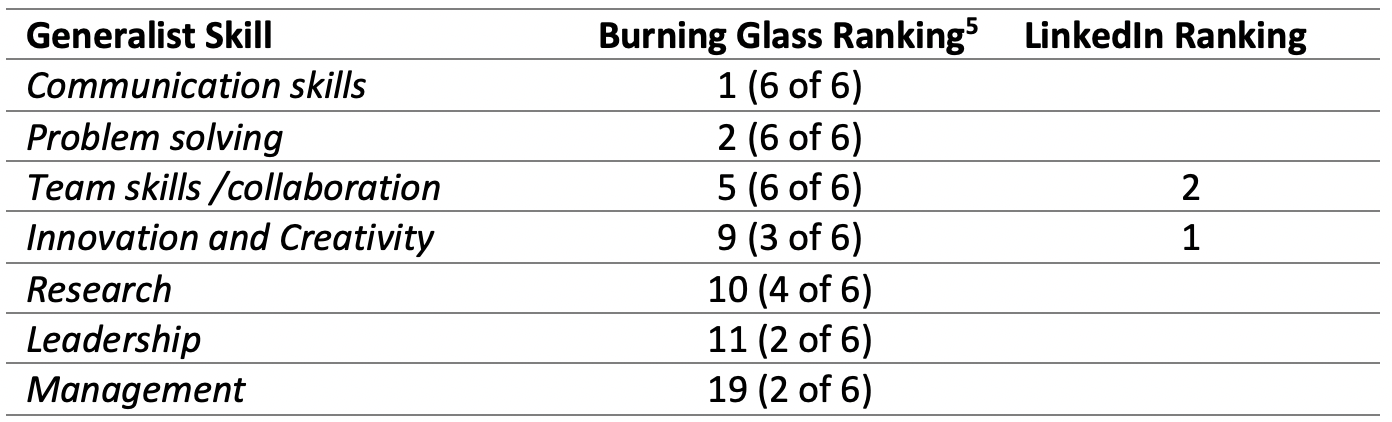 Generalist Skill Burning Glass Ranking⁵ LinkedIn Ranking
Communication skills 1 (6 of 6)
Problem solving 2 (6 of 6)
Team skills /collaboration 5 (6 of 6) 2
Innovation and Creativity 9 (3 of 6) 1
Research 10 (4 of 6)
Leadership 11 (2 of 6)
Management 19 (2 of 6)